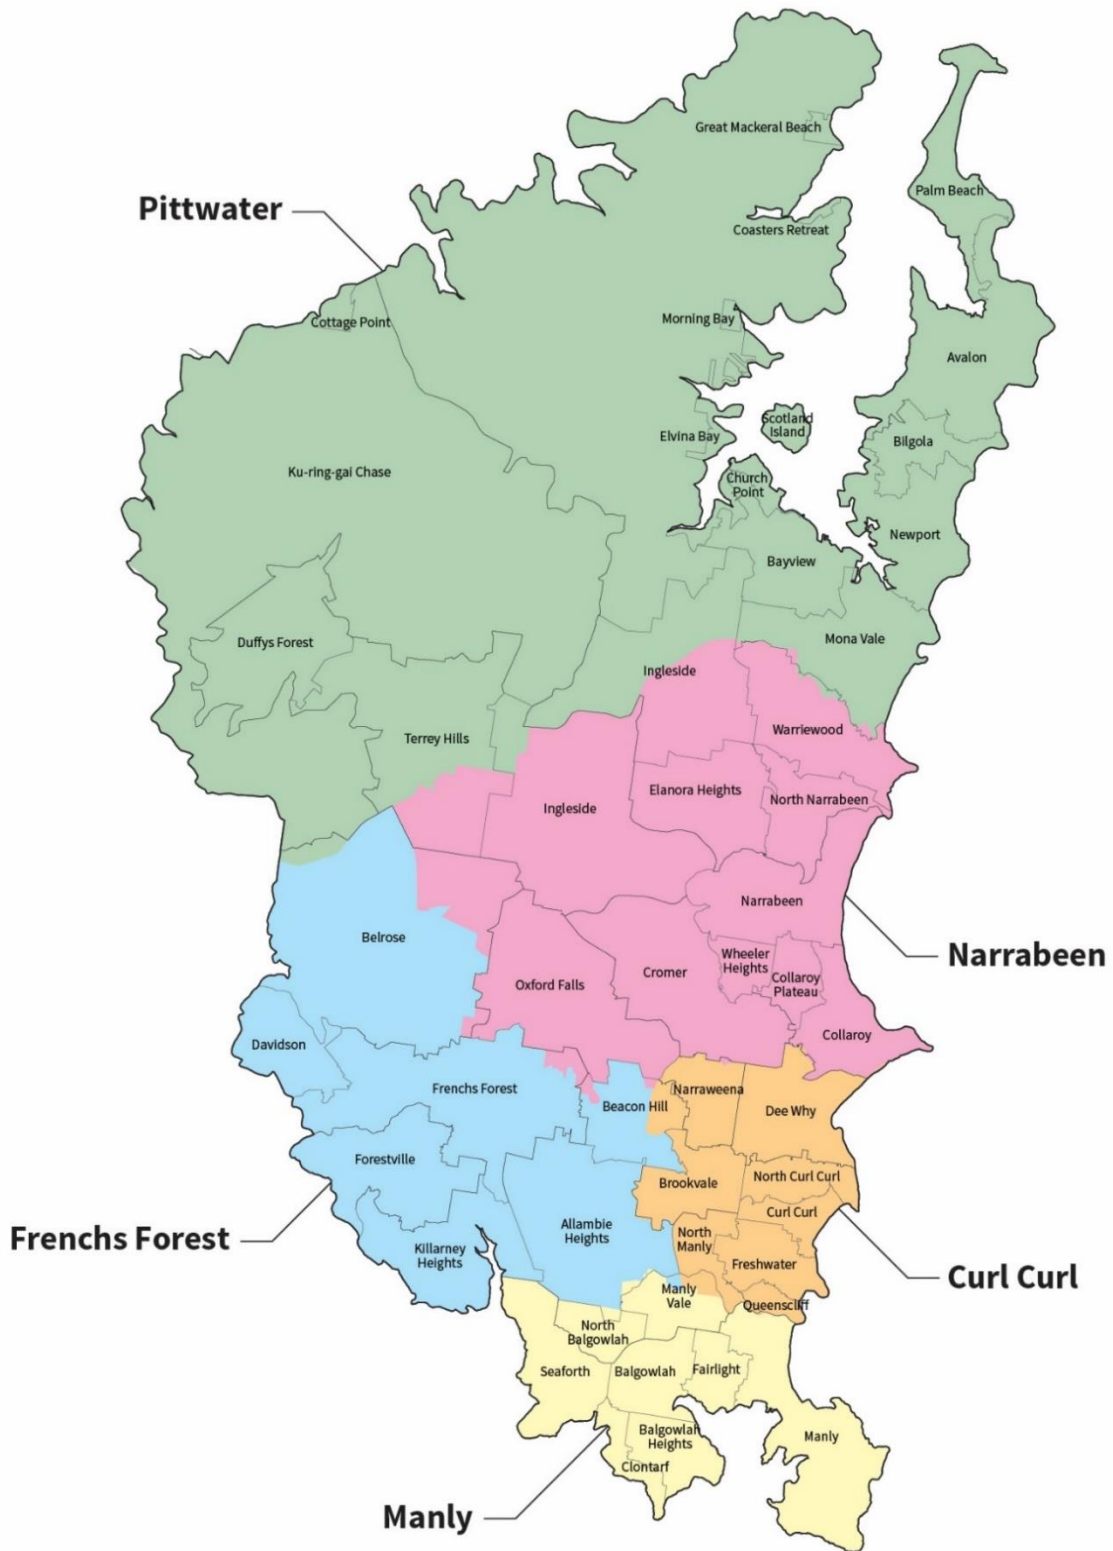 Great Mackeral Beach
Palm Beach
Pittwater
Coasters Retreat
Morning Bay
Cottage Point
Avalon
Scotland
Island
Elvina Bay
Bilgola
Ku-ring-gai Chase
Church
Point
Newport
Bayview
Duffys Forest
Mona Vale
Ingleside
Warriewood
Terrey Hills
Elanora Heights
North Narrabeen
Ingleside
Narrabeen
Belrose
Wheeler
Heights
Narrabeen
Cromer
Collaroy
Plateau
Oxford Falls
Collaroy
Davidson
Frenchs Forest
Narraweena
Beacon Hill
Dee Why
Forestville
North Curl Curl
Brookvale
Curl Curl
Allambie
Heights
North
Manly
Frenchs Forest
Killarney
Heights
Freshwater
Curl Curl
Manly
Vale
Queenscliff
North
Balgowlah
Seaforth
Balgowlah
Fairlight
Balgowlah
Heights
Manly
Clontarf
Manly